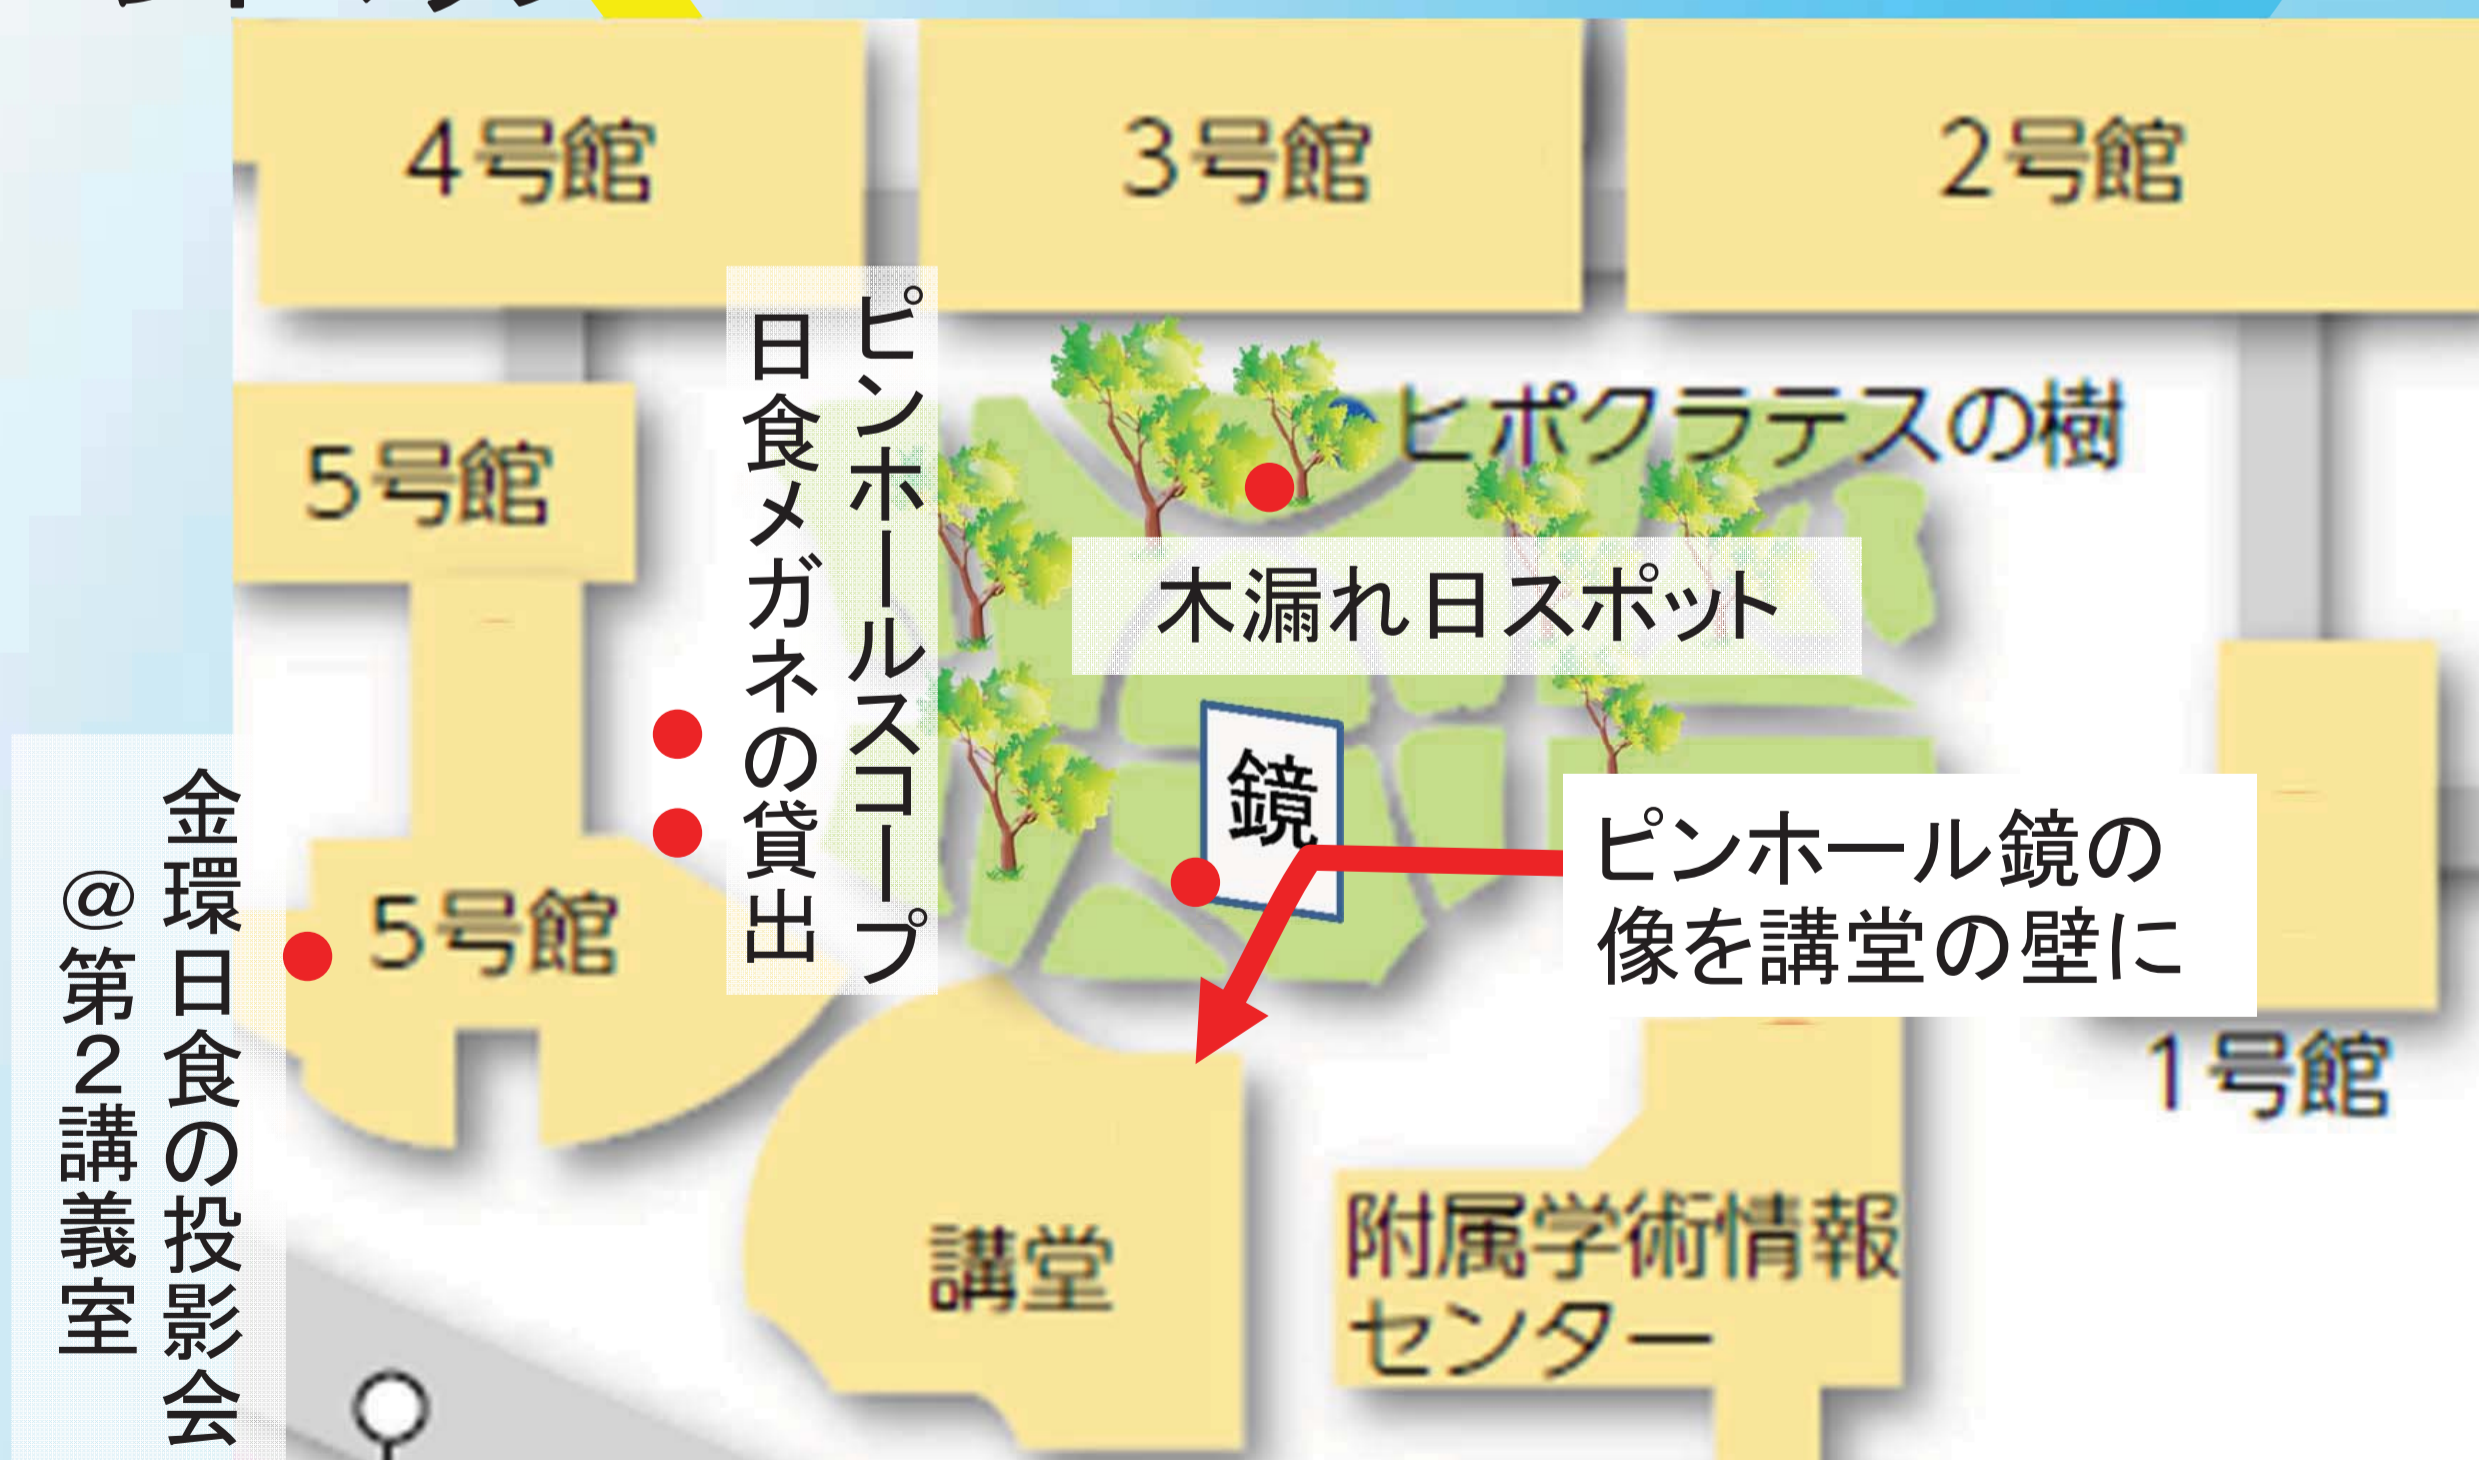 4号館
3号館
2号館
5号館
ヒポクラテスの樹
ピンホールスコープ
日食メガネの貸出
木漏れ日スポット
鏡
ピンホール鏡の
像を講堂の壁に
5号館
金環日食の投影会
@第2講義室
1号館
講堂
附属学術情報
センター